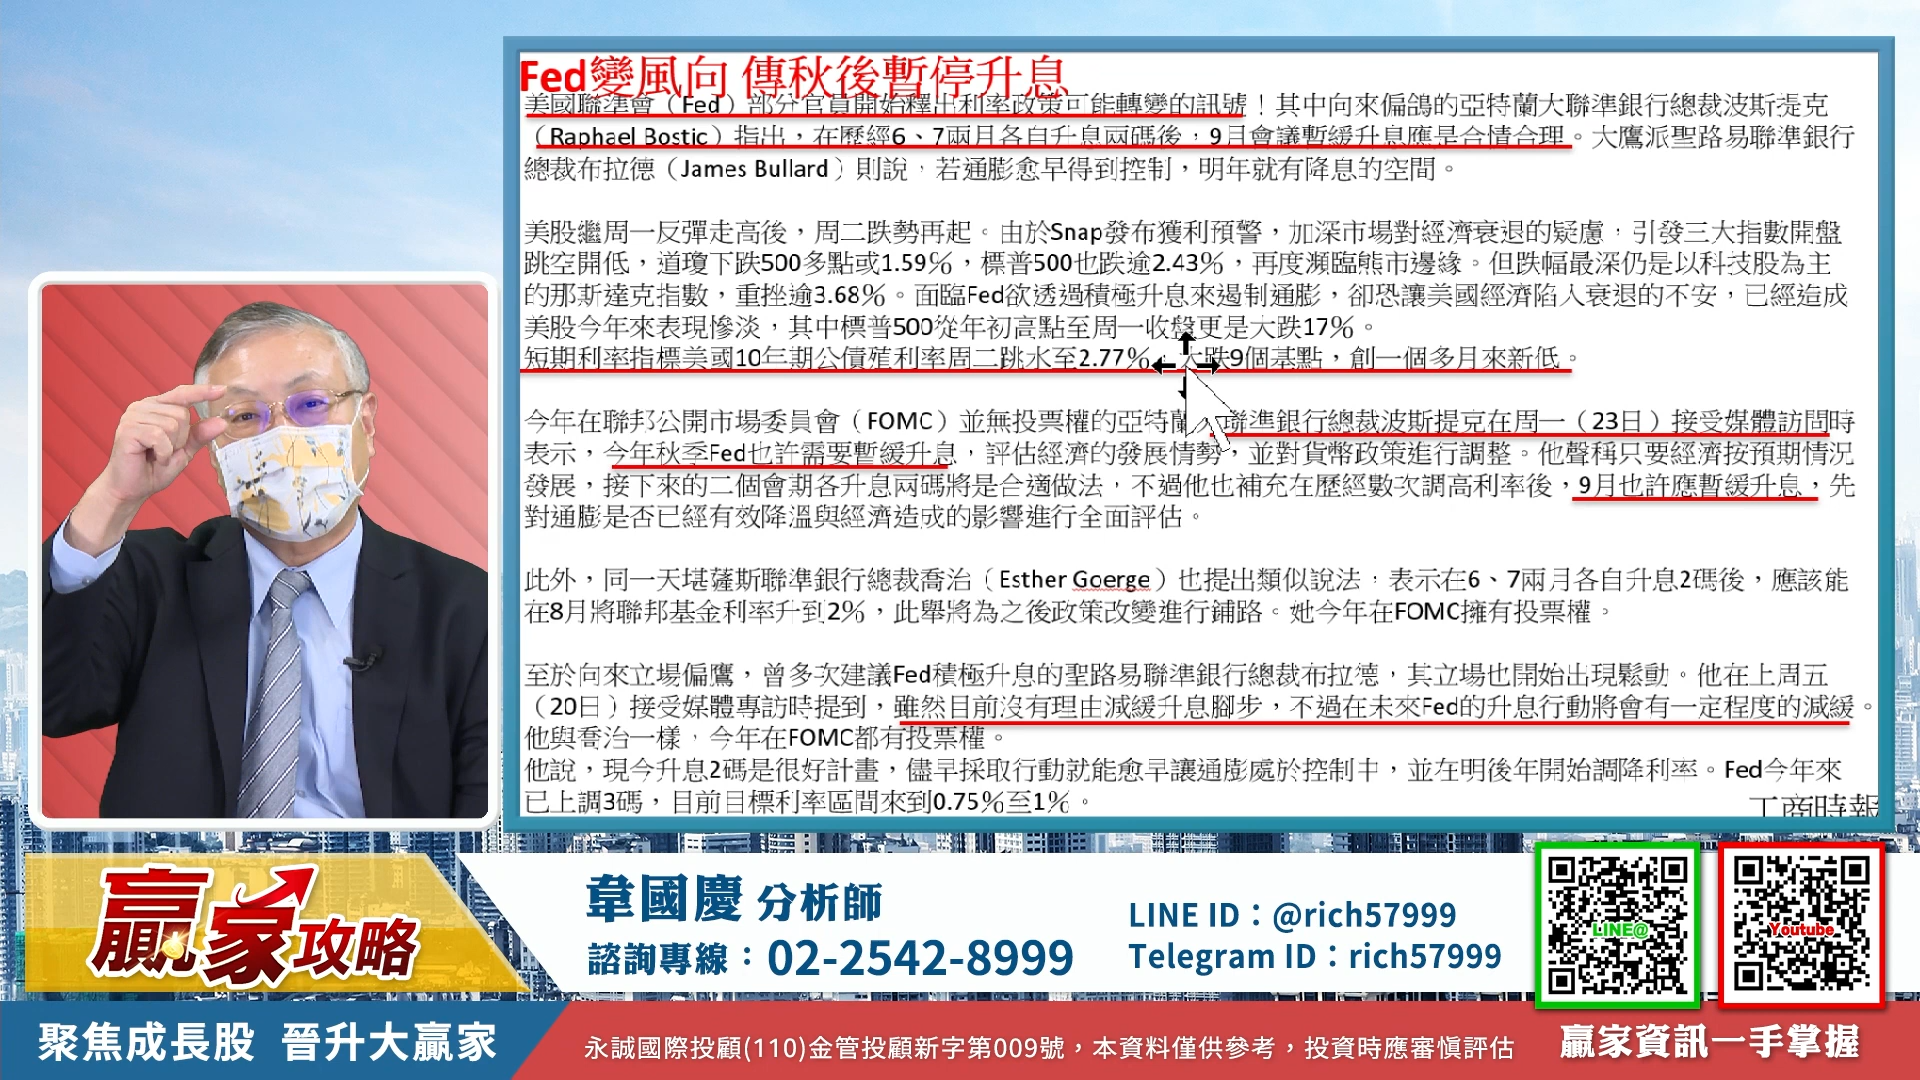 Fed變風向 傳秋後暫停升息
美國聯準會（Fed）部分官員開始釋出利率政策可能轉變的訊號！其中向來偏鴿的亞特蘭大聯準銀行總裁波斯提克
（Raphael Bostic）指出，在歷經6、7兩月各自升息兩碼後，9月會議暫緩升息應是合情合理。大鷹派聖路易聯準銀行
總裁布拉德（James Bullard）則說，若通膨愈早得到控制，明年就有降息的空間。
美股繼周一反彈走高後，周二跌勢再起。由於Snap發布獲利預警，加深市場對經濟衰退的疑慮，引發三大指數開盤
跳空開低，道瓊下跌500多點或1.59%，標普500也跌逾2.43%，再度瀕臨熊市邊緣。但跌幅最深仍是以科技股為主
的那斯達克指數，重挫逾3.68%。面臨Fed欲透過積極升息來遏制通膨，卻恐讓美國經濟陷入衰退的不安，已經造成
美股今年來表現慘淡，其中標普500從年初高點至周一收盤更是大跌17%。
短期利率指標美國10年期公債殖利率周二跳水至2.77%，大跌9個基點，創一個多月來新低。
今年在聯邦公開市場委員會（FOMC）並無投票權的亞特蘭大聯準銀行總裁波斯提克在周一（23日）接受媒體訪問時
表示，今年秋季Fed也許需要暫緩升息，評估經濟的發展情勢，並對貨幣政策進行調整。他聲稱只要經濟按預期情況
發展，接下來的二個會期各升息兩碼將是合適做法，不過他也補充在歷經數次調高利率後，9月也許應暫緩升息，先
對通膨是否已經有效降溫與經濟造成的影響進行全面評估。
此外，同一天堪薩斯聯準銀行總裁喬治（Esther Goerge）也提出類似說法，表示在6、7兩月各自升息2碼後，應該能
在8月將聯邦基金利率升到2%，此舉將為之後政策改變進行鋪路。她今年在FOMC擁有投票權。
至於向來立場偏鷹，曾多次建議Fed積極升息的聖路易聯準銀行總裁布拉德，其立場也開始出現鬆動。他在上周五
（20日）接受媒體專訪時提到，雖然目前沒有理由減緩升息腳步，不過在未來Fed的升息行動將會有一定程度的減緩。
他與喬治一樣，今年在FOMC都有投票權。
他說，現今升息2碼是很好計畫，儘早採取行動就能愈早讓通膨處於控制中，並在明後年開始調降利率。Fed今年來
已上調3碼，目前目標利率區間來到0.75%至1%。
工商時報
贏家攻略
韋國慶 分析師
諮詢專線：02-2542-8999
LINE ID：@rich57999
Telegram ID：rich57999
LINE@
Youtube
聚焦成長股 晉升大贏家
永誠國際投顧(110)金管投顧新字第009號，本資料僅供參考，投資時應審慎評估
贏家資訊一手掌握